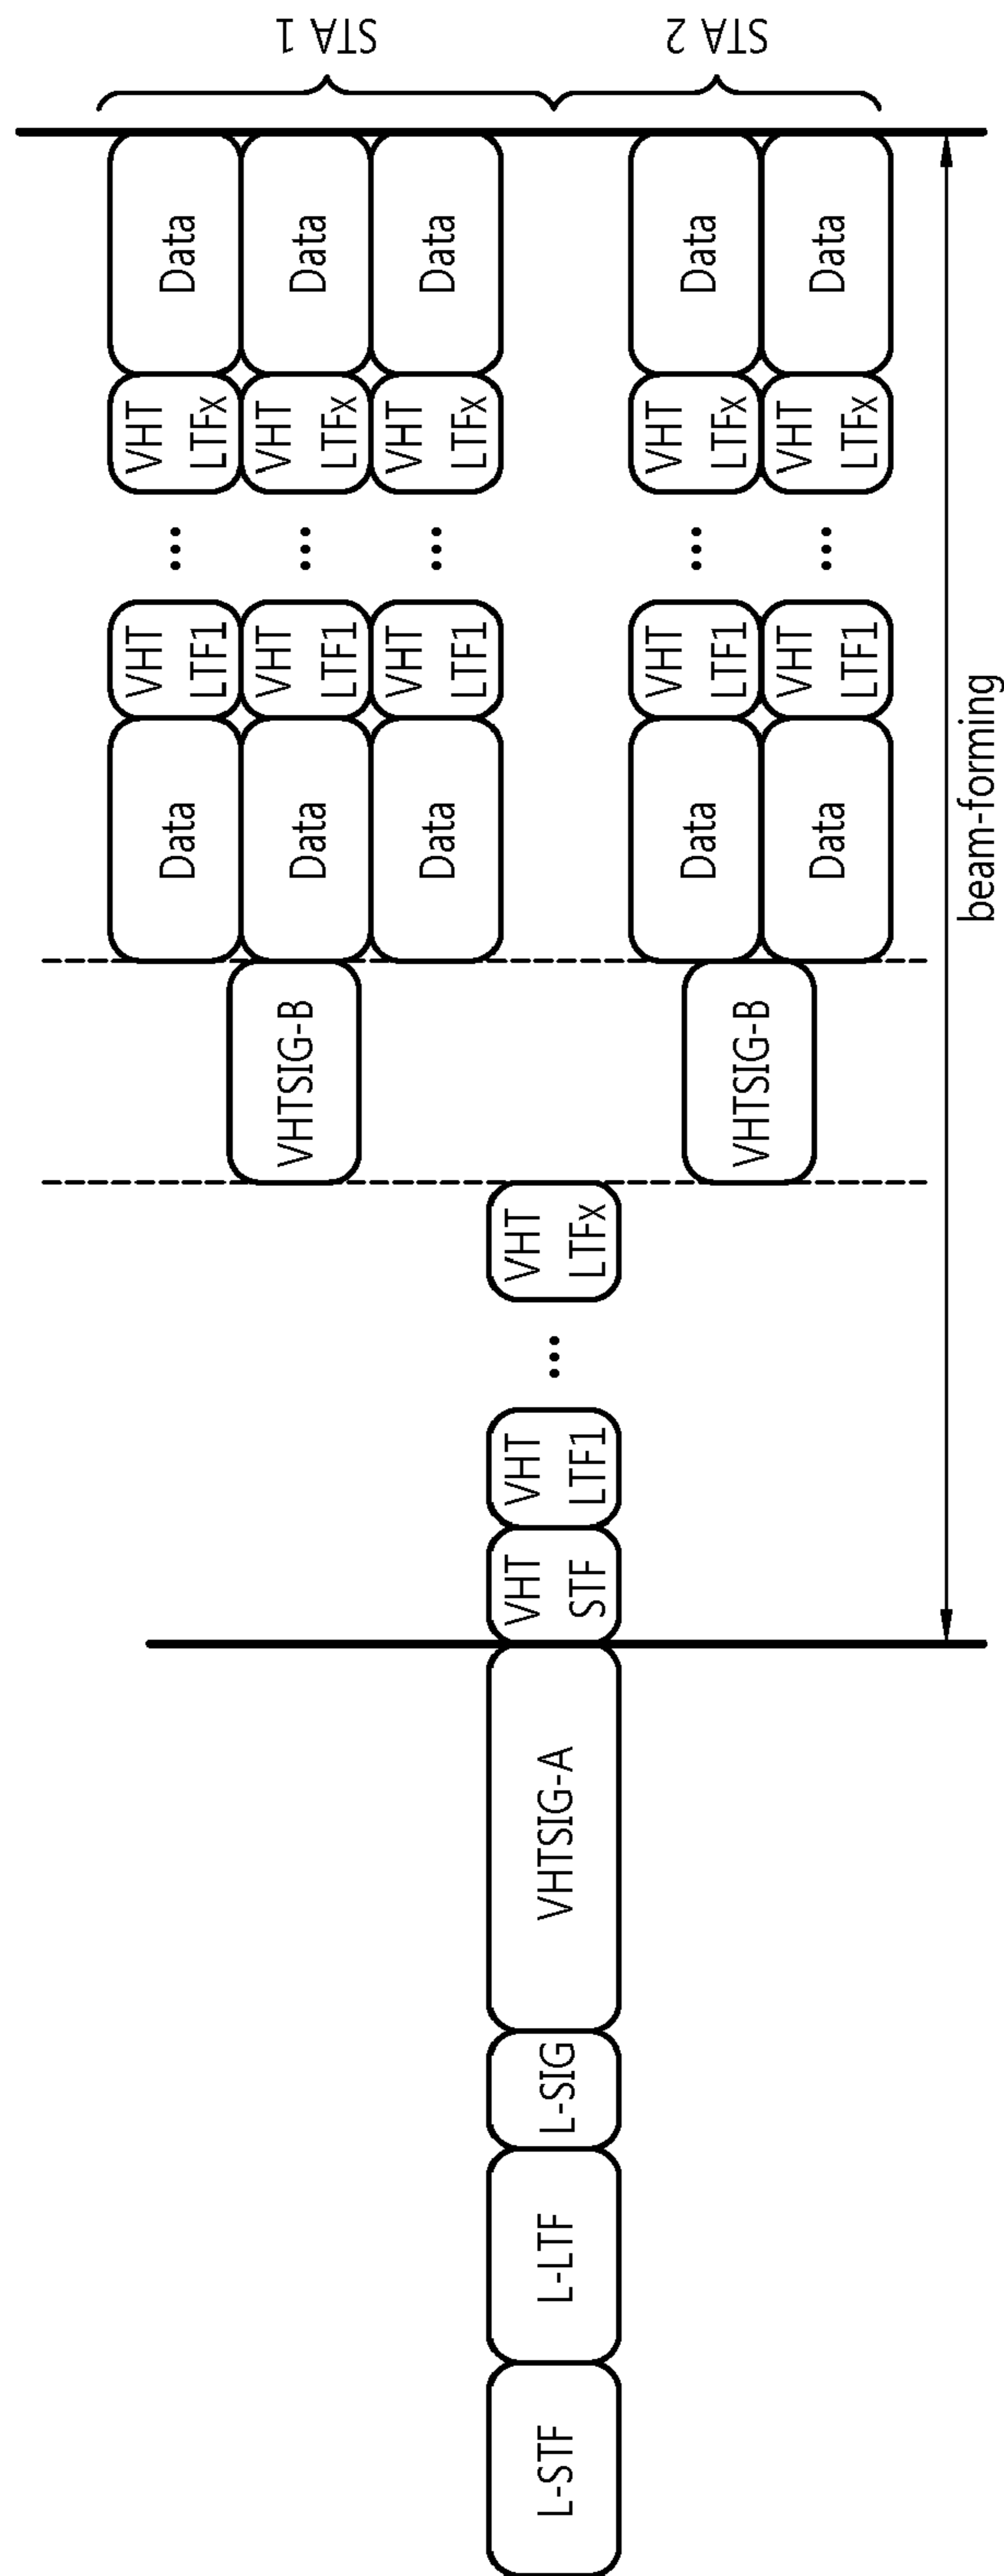 L-STF
L-LTF
L-SIG
VHTSIG-A
VHT
STF
VHT
LTF1
...
VHT
LTFx
VHTSIG-B
Data
VHT
LTF1
...
VHT
LTFx
Data
Data
VHT
LTF1
...
VHT
LTFx
Data
Data
VHT
LTF1
...
VHT
LTFx
Data
STA 1
VHTSIG-B
Data
VHT
LTF1
...
VHT
LTFx
Data
Data
VHT
LTF1
...
VHT
LTFx
Data
STA 2
beam-forming